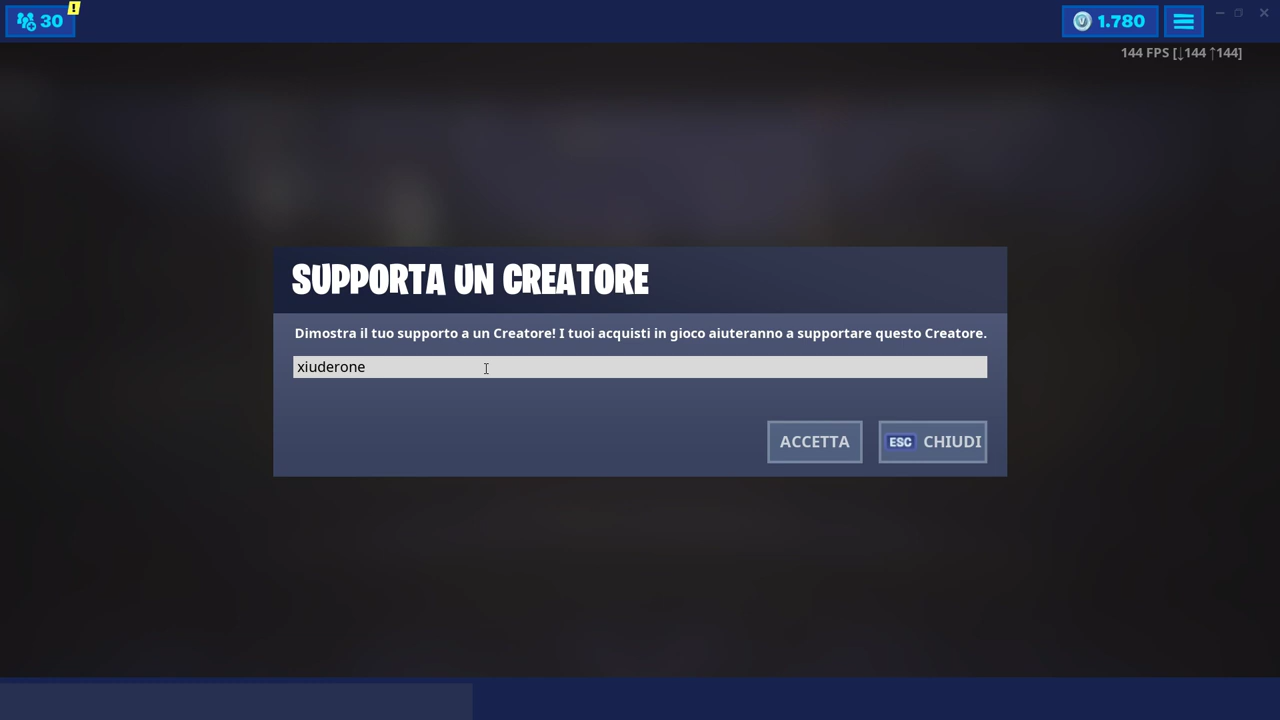 30
!
1.780
144 FPS [↓144 ↑144]
SUPPORTA UN CREATORE
Dimostra il tuo supporto a un Creatore! I tuoi acquisti in gioco aiuteranno a supportare questo Creatore.
xiuderone
ACCETTA
ESC CHIUDI